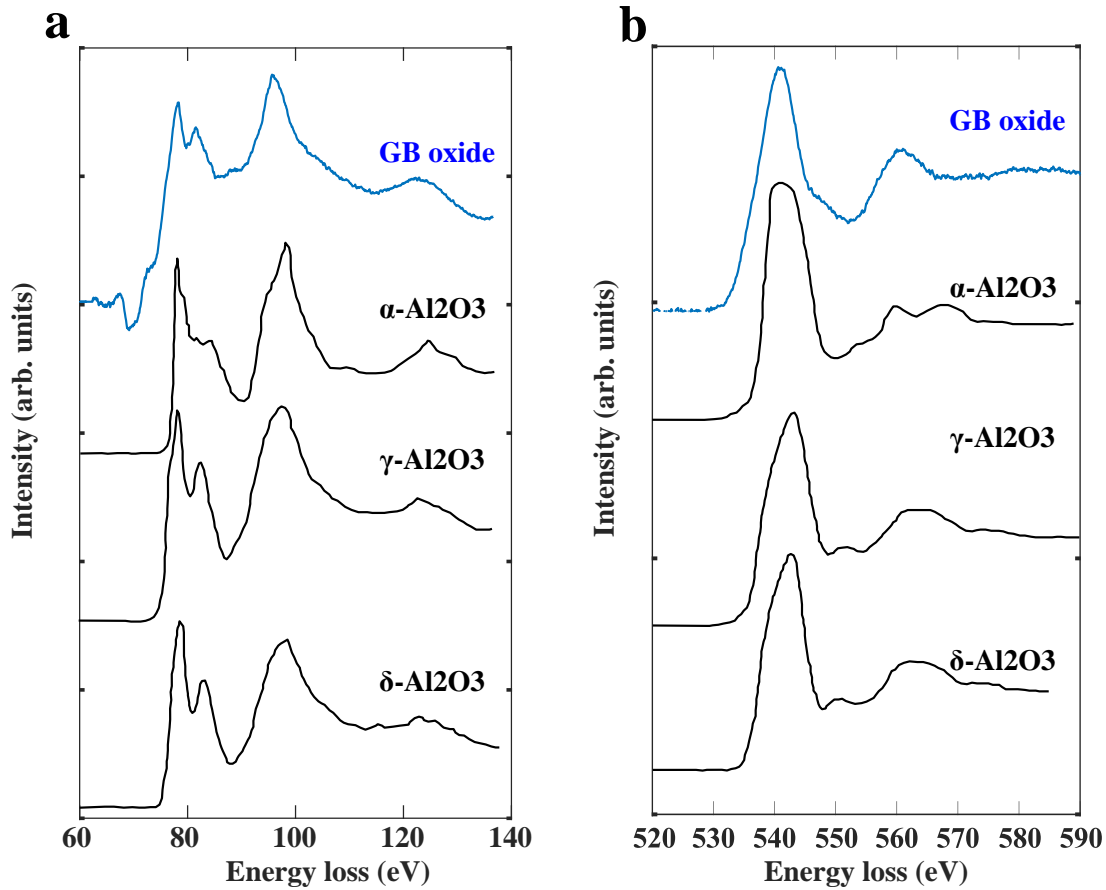 a
GB oxide
α-Al2O3
γ-Al2O3
δ-Al2O3
Intensity (arb. units)
60 80 100 120 140
Energy loss (eV)
b
GB oxide
α-Al2O3
γ-Al2O3
δ-Al2O3
Intensity (arb. units)
520 530 540 550 560 570 580 590
Energy loss (eV)